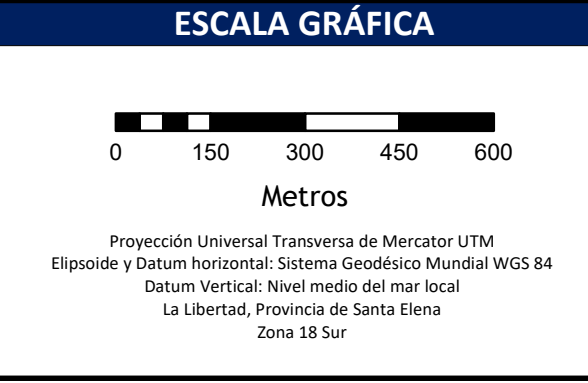 ESCALA GRÁFICA
0 150 300 450 600
Metros
Proyección Universal Transversa de Mercator UTM
Elipsoide y Datum horizontal: Sistema Geodésico Mundial WGS 84
Datum Vertical: Nivel medio del mar local
La Libertad, Provincia de Santa Elena
Zona 18 Sur